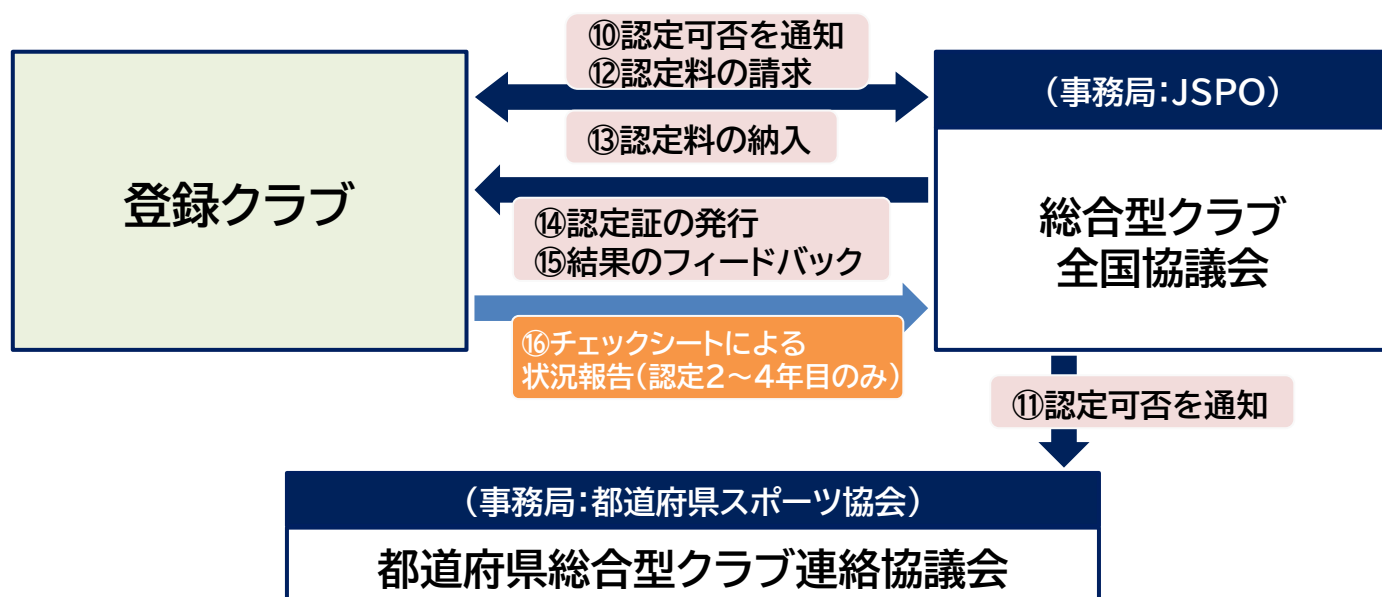 ⑩認定可否を通知
⑫認定料の請求
(事務局:JSPO)
⑬認定料の納入
登録クラブ
総合型クラブ
全国協議会
⑭認定証の発行
⑮結果のフィードバック
⑯チェックシートによる
状況報告(認定2~4年目のみ)
⑪認定可否を通知
(事務局:都道府県スポーツ協会)
都道府県総合型クラブ連絡協議会